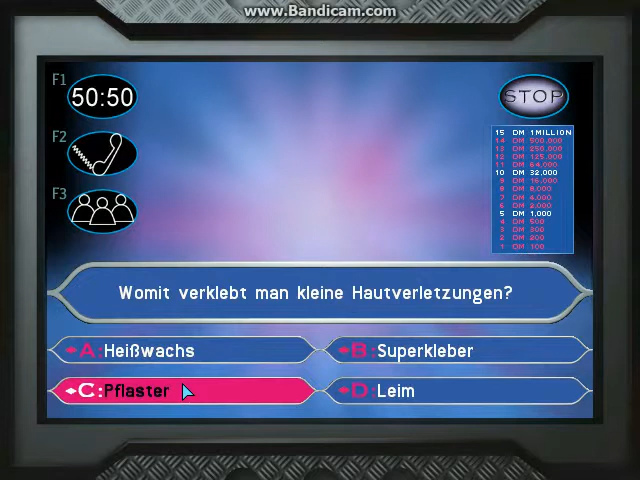 www.Bandicam.com
F1
50:50
STOP
F2
F3
15 DM 1MILLION
14 DM 500.000
13 DM 250.000
12 DM 125.000
11 DM 64,000
10 DM 32.000
9 DM 16.000
8 DM 8,000
7 DM 4,000
6 DM 2,000
5 DM 1,000
4 DM 500
3 DM 300
2 DM 200
1 DM 100
Womit verklebt man kleine Hautverletzungen?
A: Heißwachs
B: Superkleber
C: Pflaster
D: Leim